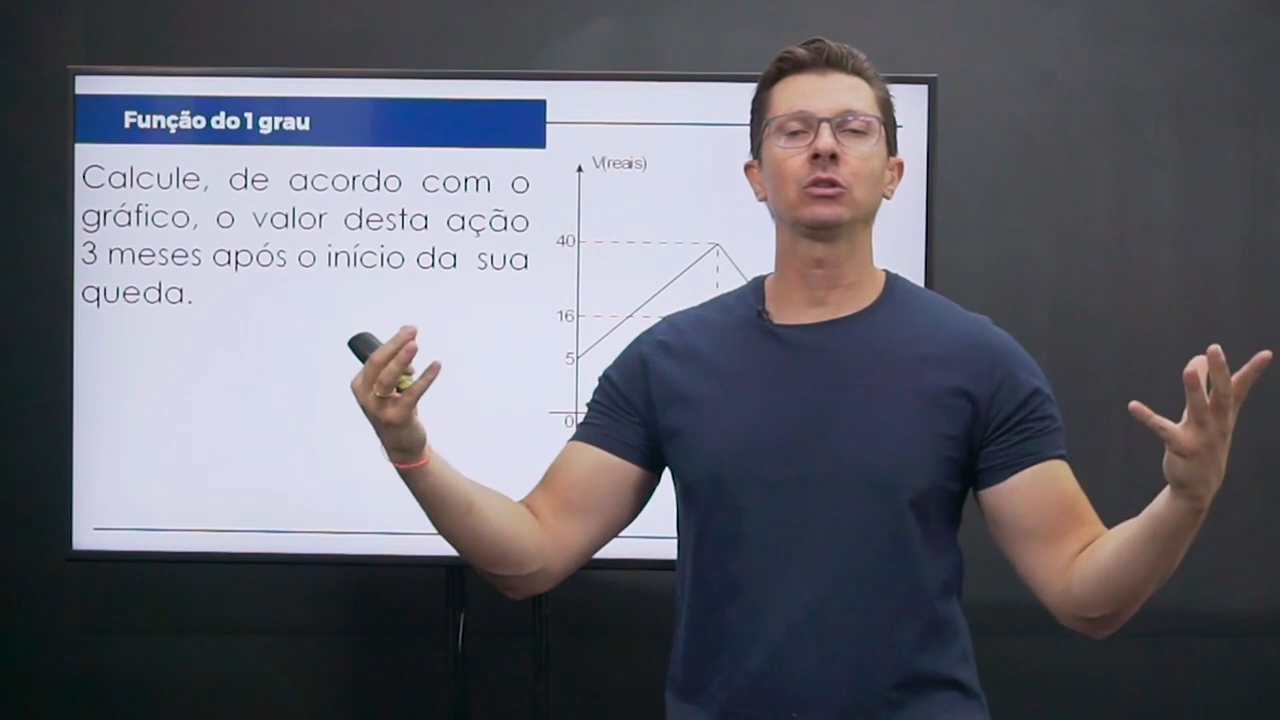 Função do 1 grau
Calcule, de acordo com o
gráfico, o valor desta ação
3 meses após o início da sua
queda.
V(reais)
40
16
5
0